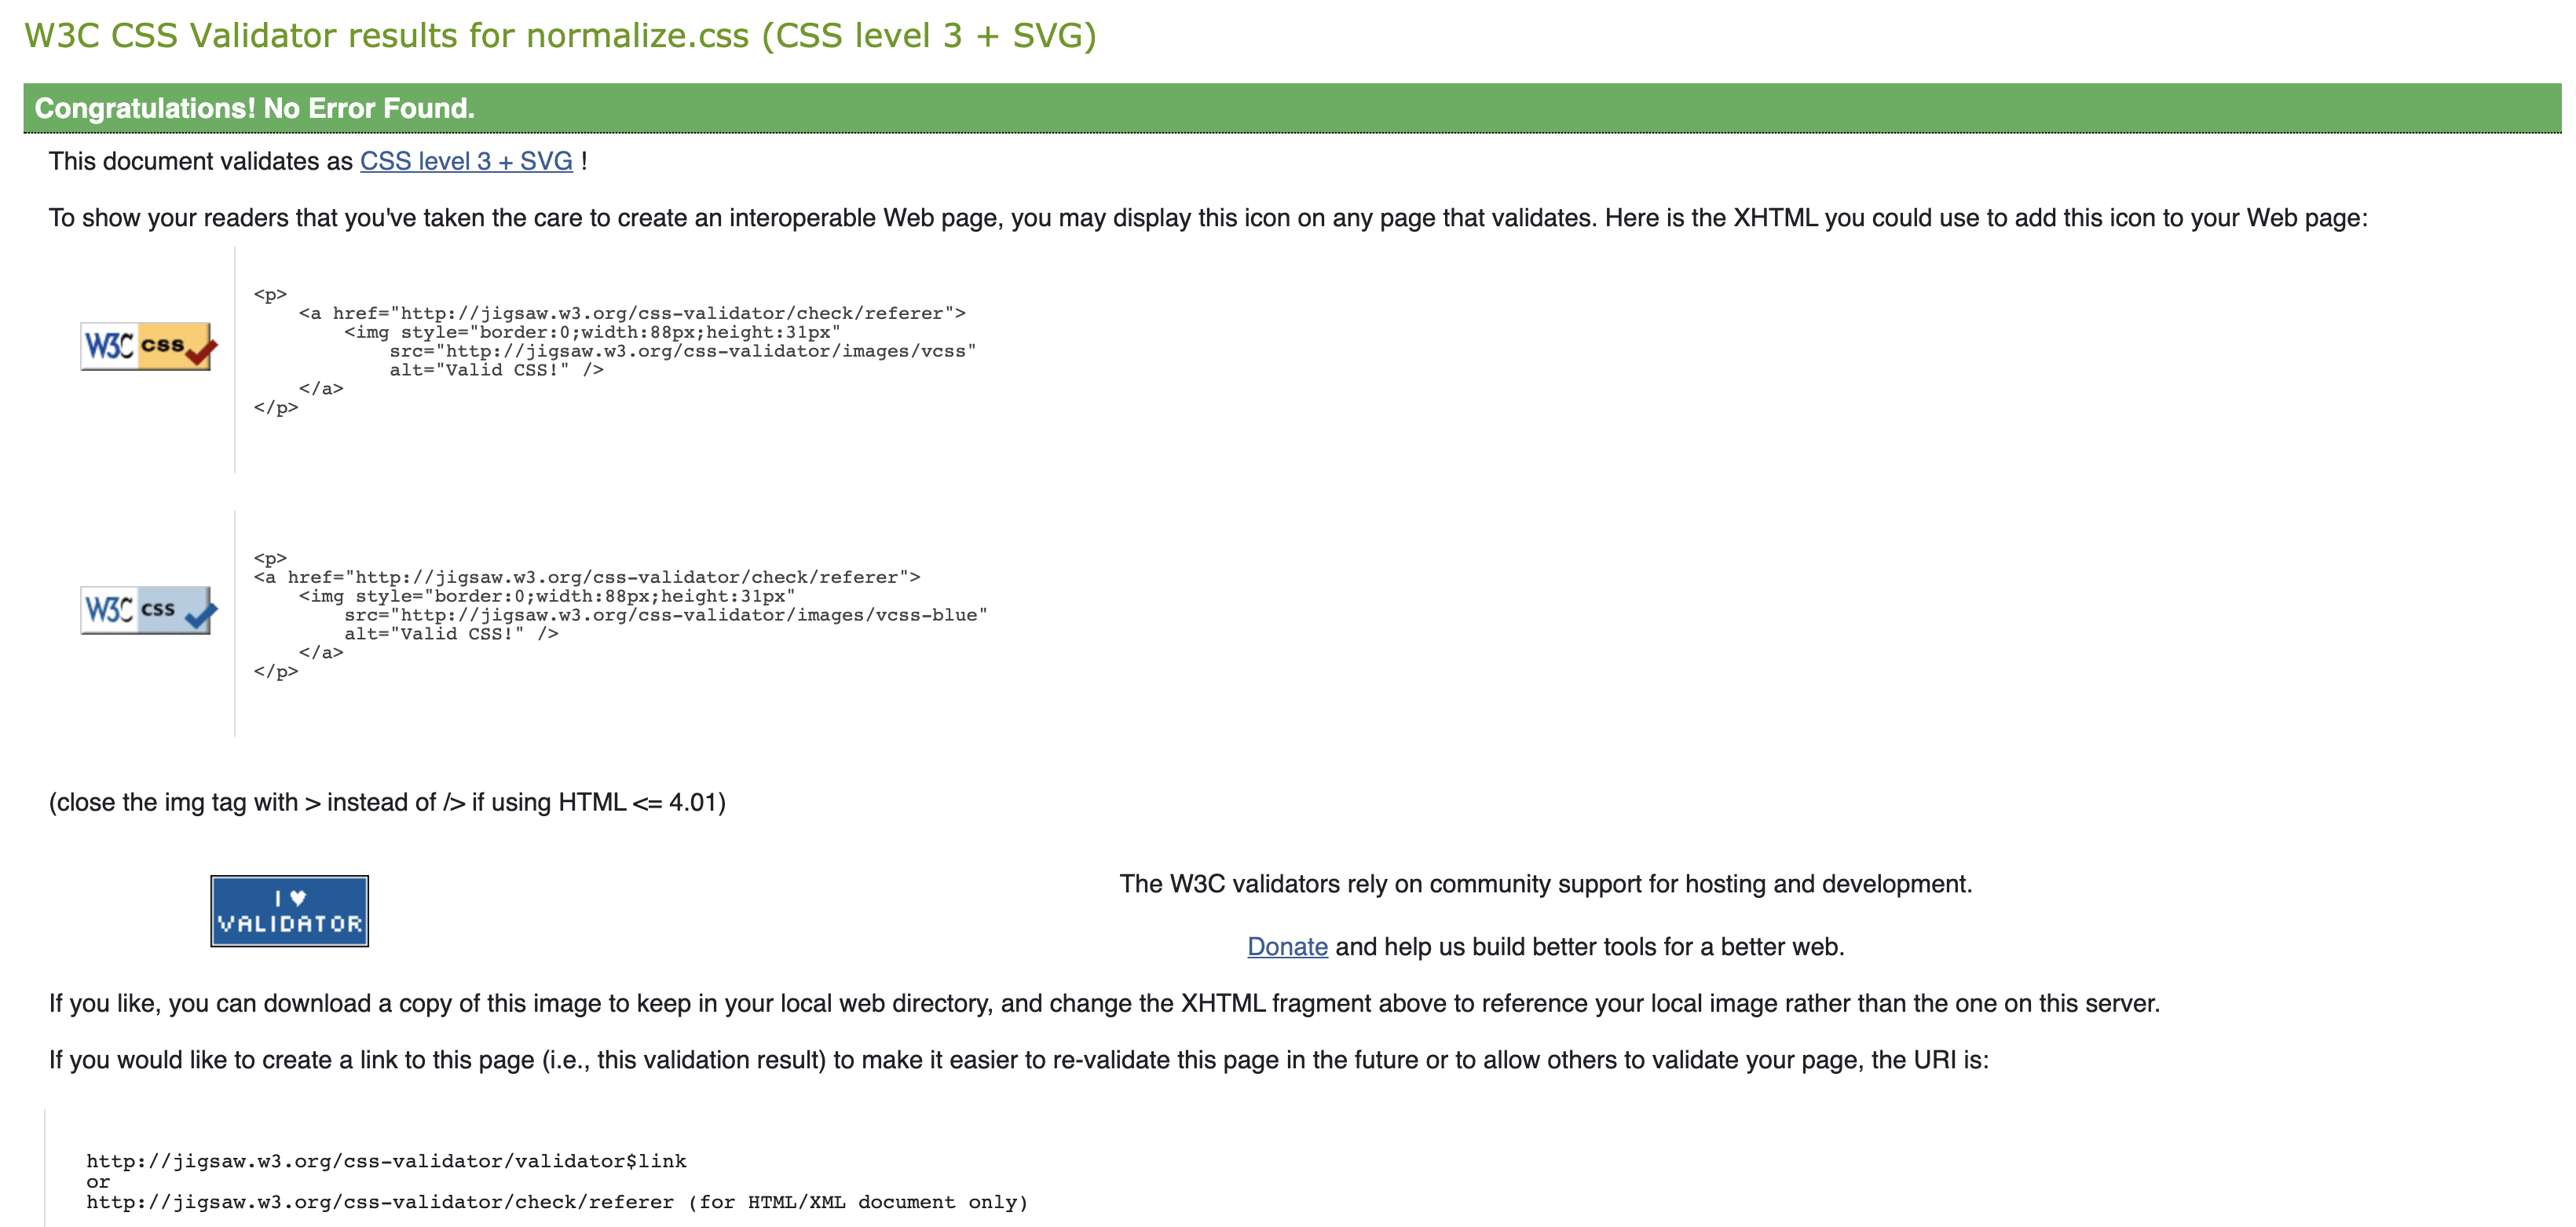 W3C CSS Validator results for normalize.css (CSS level 3 + SVG)
Congratulations! No Error Found.
This document validates as CSS level 3 + SVG !
To show your readers that you've taken the care to create an interoperable Web page, you may display this icon on any page that validates. Here is the XHTML you could use to add this icon to your Web page:
W3C css
<p>
    <a href="http://jigsaw.w3.org/css-validator/check/referer">
        <img style="border:0;width:88px;height:31px"
            src="http://jigsaw.w3.org/css-validator/images/vcss"
            alt="Valid CSS!" />
    </a>
</p>
W3C css
<p>
<a href="http://jigsaw.w3.org/css-validator/check/referer">
    <img style="border:0;width:88px;height:31px"
        src="http://jigsaw.w3.org/css-validator/images/vcss-blue"
        alt="Valid CSS!" />
    </a>
</p>
(close the img tag with > instead of /> if using HTML <= 4.01)
I ♥
VALIDATOR
The W3C validators rely on community support for hosting and development.
Donate and help us build better tools for a better web.
If you like, you can download a copy of this image to keep in your local web directory, and change the XHTML fragment above to reference your local image rather than the one on this server.
If you would like to create a link to this page (i.e., this validation result) to make it easier to re-validate this page in the future or to allow others to validate your page, the URI is:
http://jigsaw.w3.org/css-validator/validator$link
or
http://jigsaw.w3.org/css-validator/check/referer (for HTML/XML document only)